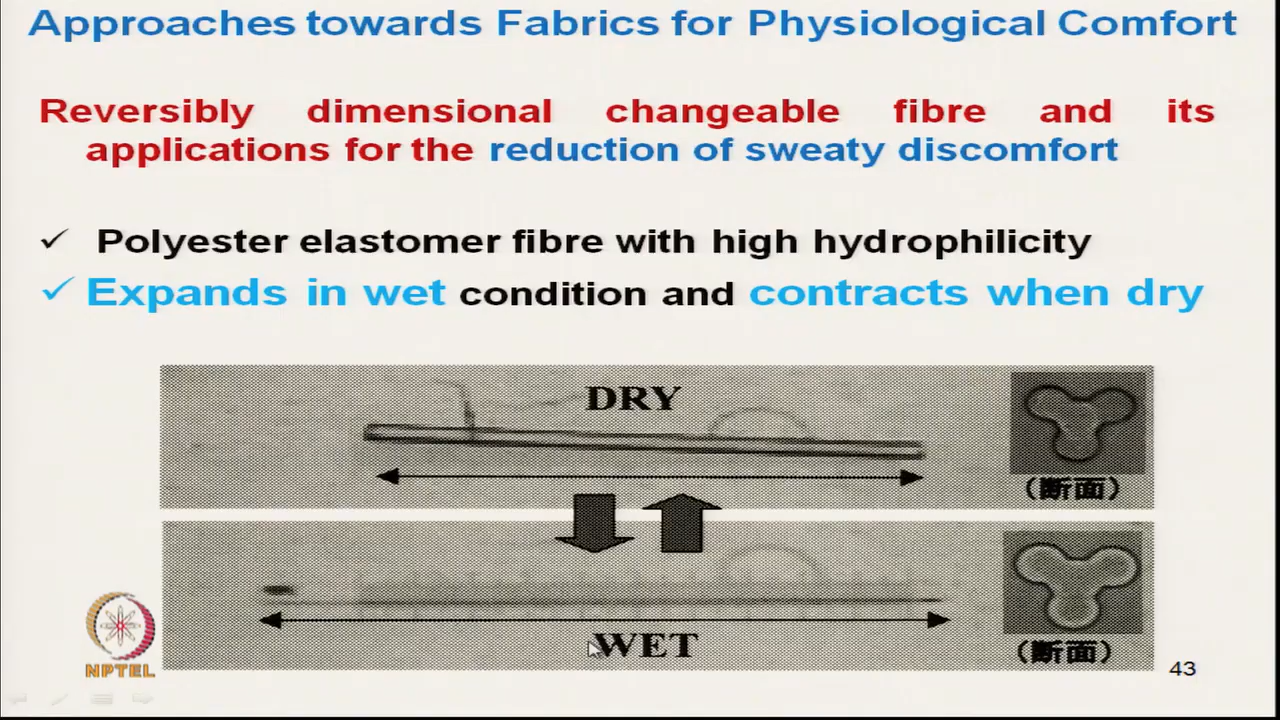 Approaches towards Fabrics for Physiological Comfort
Reversibly dimensional changeable fibre and its
applications for the reduction of sweaty discomfort
✓ Polyester elastomer fibre with high hydrophilicity
✓ Expands in wet condition and contracts when dry
DRY
(断面)
WET
(断面)
NPTEL
43